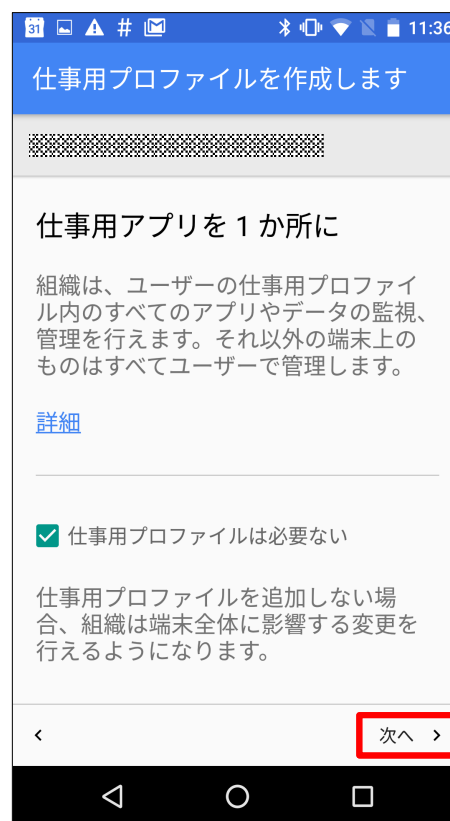 31 # 11:36
仕事用プロファイルを作成します
仕事用アプリを 1 か所に
組織は、ユーザーの仕事用プロファイ
ル内のすべてのアプリやデータの監視、
管理を行えます。それ以外の端末上の
ものはすべてユーザーで管理します。
詳細
仕事用プロファイルは必要ない
仕事用プロファイルを追加しない場
合、組織は端末全体に影響する変更を
行えるようになります。
次へ